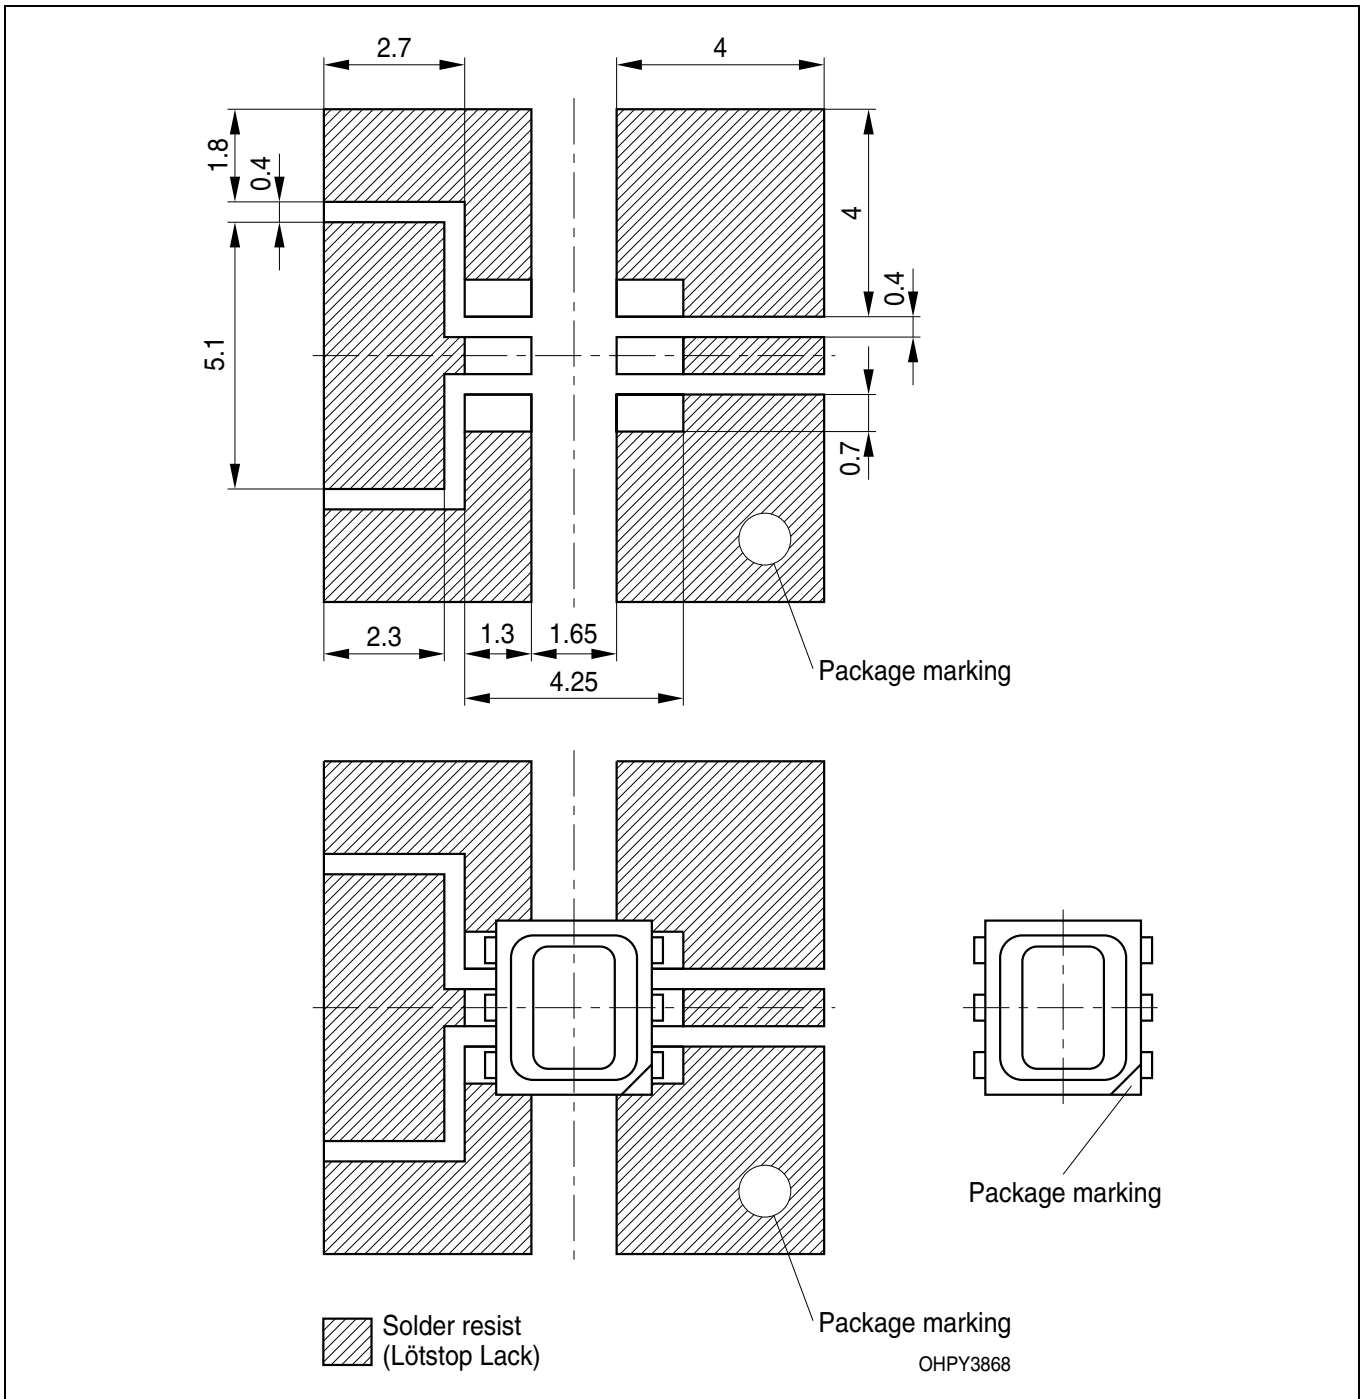 2.7
4
1.8
0.4
4
0.4
5.1
0.7
2.3
1.3
1.65
4.25
Package marking
Package marking
Package marking
Solder resist
(Lötstop Lack)
OHPY3868